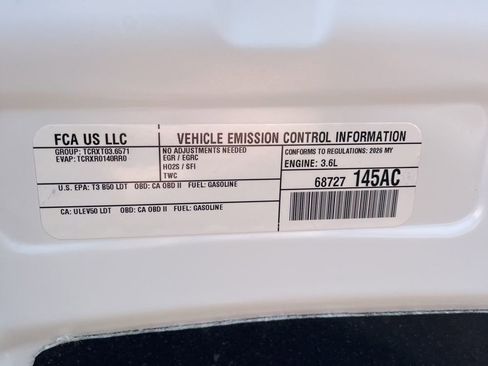 FCA US LLC
VEHICLE EMISSION CONTROL INFORMATION
GROUP: TCRXT03.6571
EVAP: TCRXR0140RR0
NO ADJUSTMENTS NEEDED
EGR / EGRC
HO2S / SFI
TWC
CONFORMS TO REGULATIONS: 2026 MY
ENGINE: 3.6L
U.S. EPA: T3 B50 LDT OBD: CA OBD II FUEL: GASOLINE
CA: ULEV50 LDT OBD: CA OBD II FUEL: GASOLINE
68727 145AC